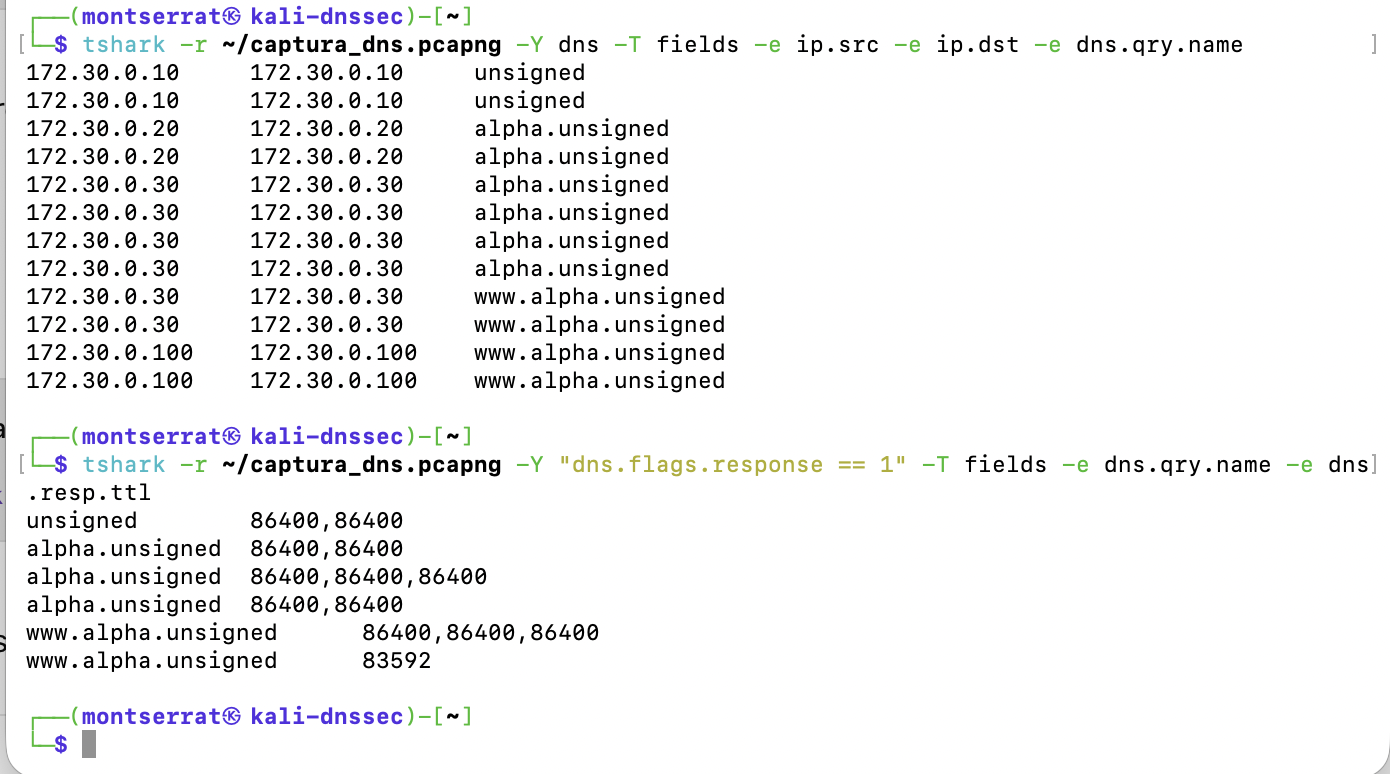 ┌──(montserrat㉿ kali-dnssec)-[~]
└─$ tshark -r ~/captura_dns.pcapng -Y dns -T fields -e ip.src -e ip.dst -e dns.qry.name
172.30.0.10     172.30.0.10     unsigned
172.30.0.10     172.30.0.10     unsigned
172.30.0.20     172.30.0.20     alpha.unsigned
172.30.0.20     172.30.0.20     alpha.unsigned
172.30.0.30     172.30.0.30     alpha.unsigned
172.30.0.30     172.30.0.30     alpha.unsigned
172.30.0.30     172.30.0.30     alpha.unsigned
172.30.0.30     172.30.0.30     alpha.unsigned
172.30.0.30     172.30.0.30     www.alpha.unsigned
172.30.0.30     172.30.0.30     www.alpha.unsigned
172.30.0.100    172.30.0.100    www.alpha.unsigned
172.30.0.100    172.30.0.100    www.alpha.unsigned
┌──(montserrat㉿ kali-dnssec)-[~]
└─$ tshark -r ~/captura_dns.pcapng -Y "dns.flags.response == 1" -T fields -e dns.qry.name -e dns
.resp.ttl
unsigned        86400,86400
alpha.unsigned  86400,86400
alpha.unsigned  86400,86400,86400
alpha.unsigned  86400,86400
www.alpha.unsigned      86400,86400,86400
www.alpha.unsigned      83592
┌──(montserrat㉿ kali-dnssec)-[~]
└─$